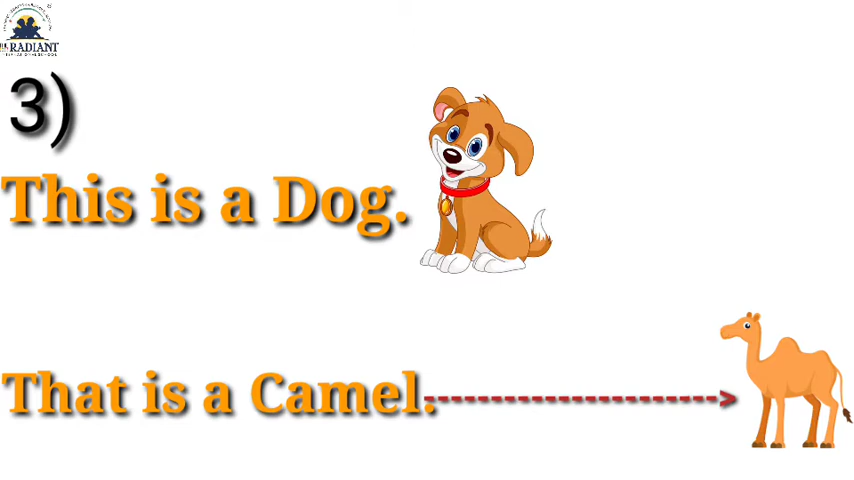 RADIANT
3)
This is a Dog.
That is a Camel.